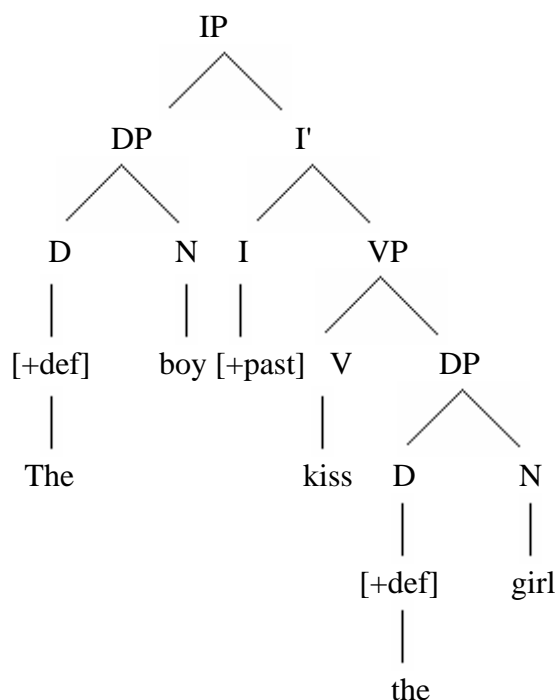 IP
DP I'
D N I VP
[+def] boy [+past] V DP
The kiss D N
[+def] girl
the